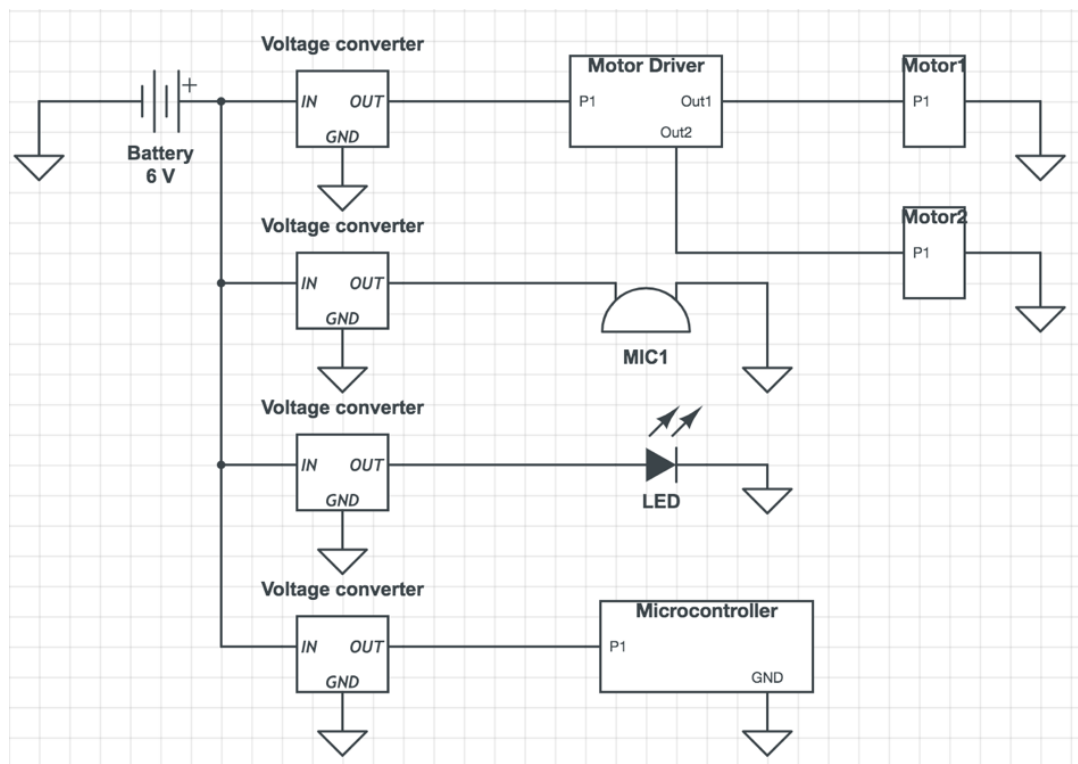 Voltage converter
IN OUT
GND
+
Battery
6 V
Motor Driver
P1 Out1
Out2
Motor1
P1
Motor2
P1
Voltage converter
IN OUT
GND
MIC1
Voltage converter
IN OUT
GND
LED
Voltage converter
IN OUT
GND
Microcontroller
P1
GND